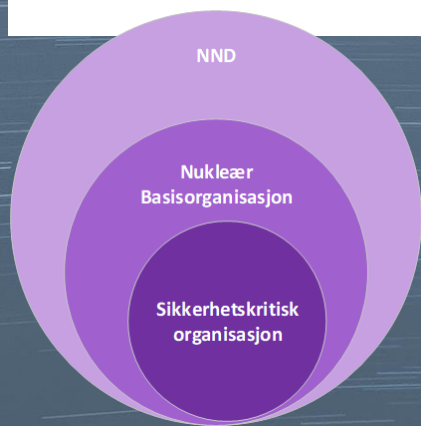 NND
Nukleær
Basisorganisasjon
Sikkerhetskritisk
organisasjon